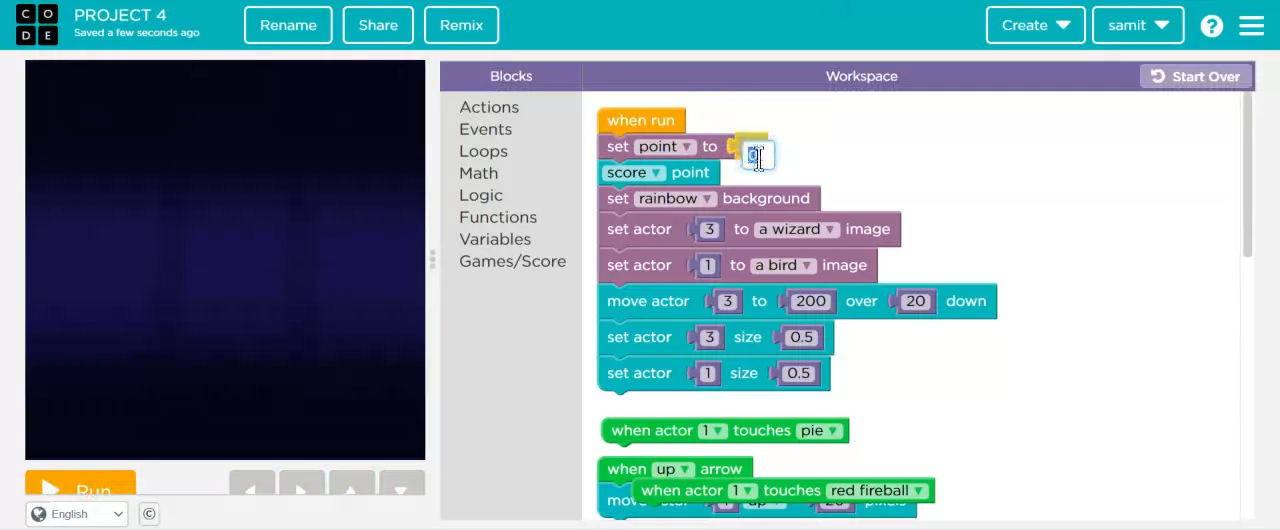 CODE
PROJECT 4
Saved a few seconds ago
Rename
Share
Remix
Create
samit
?
Blocks
Workspace
Start Over
Actions
Events
Loops
Math
Logic
Functions
Variables
Games/Score
when run
set point to
score point
set rainbow background
set actor 3 to a wizard image
set actor 1 to a bird image
move actor 3 to 200 over 20 down
set actor 3 size 0.5
set actor 1 size 0.5
when actor 1 touches pie
when up arrow
when actor 1 touches red fireball
Run
English
©